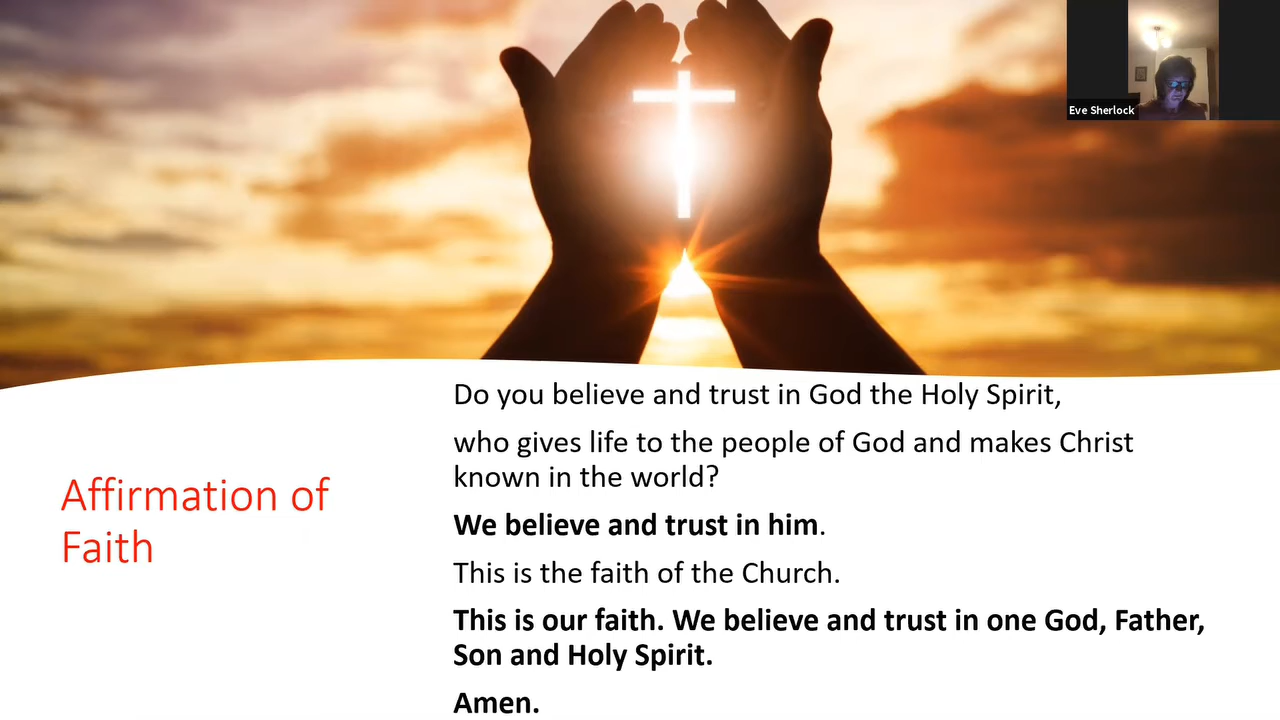 Eve Sherlock
Affirmation of
Faith
Do you believe and trust in God the Holy Spirit,
who gives life to the people of God and makes Christ
known in the world?
We believe and trust in him.
This is the faith of the Church.
This is our faith. We believe and trust in one God, Father,
Son and Holy Spirit.
Amen.